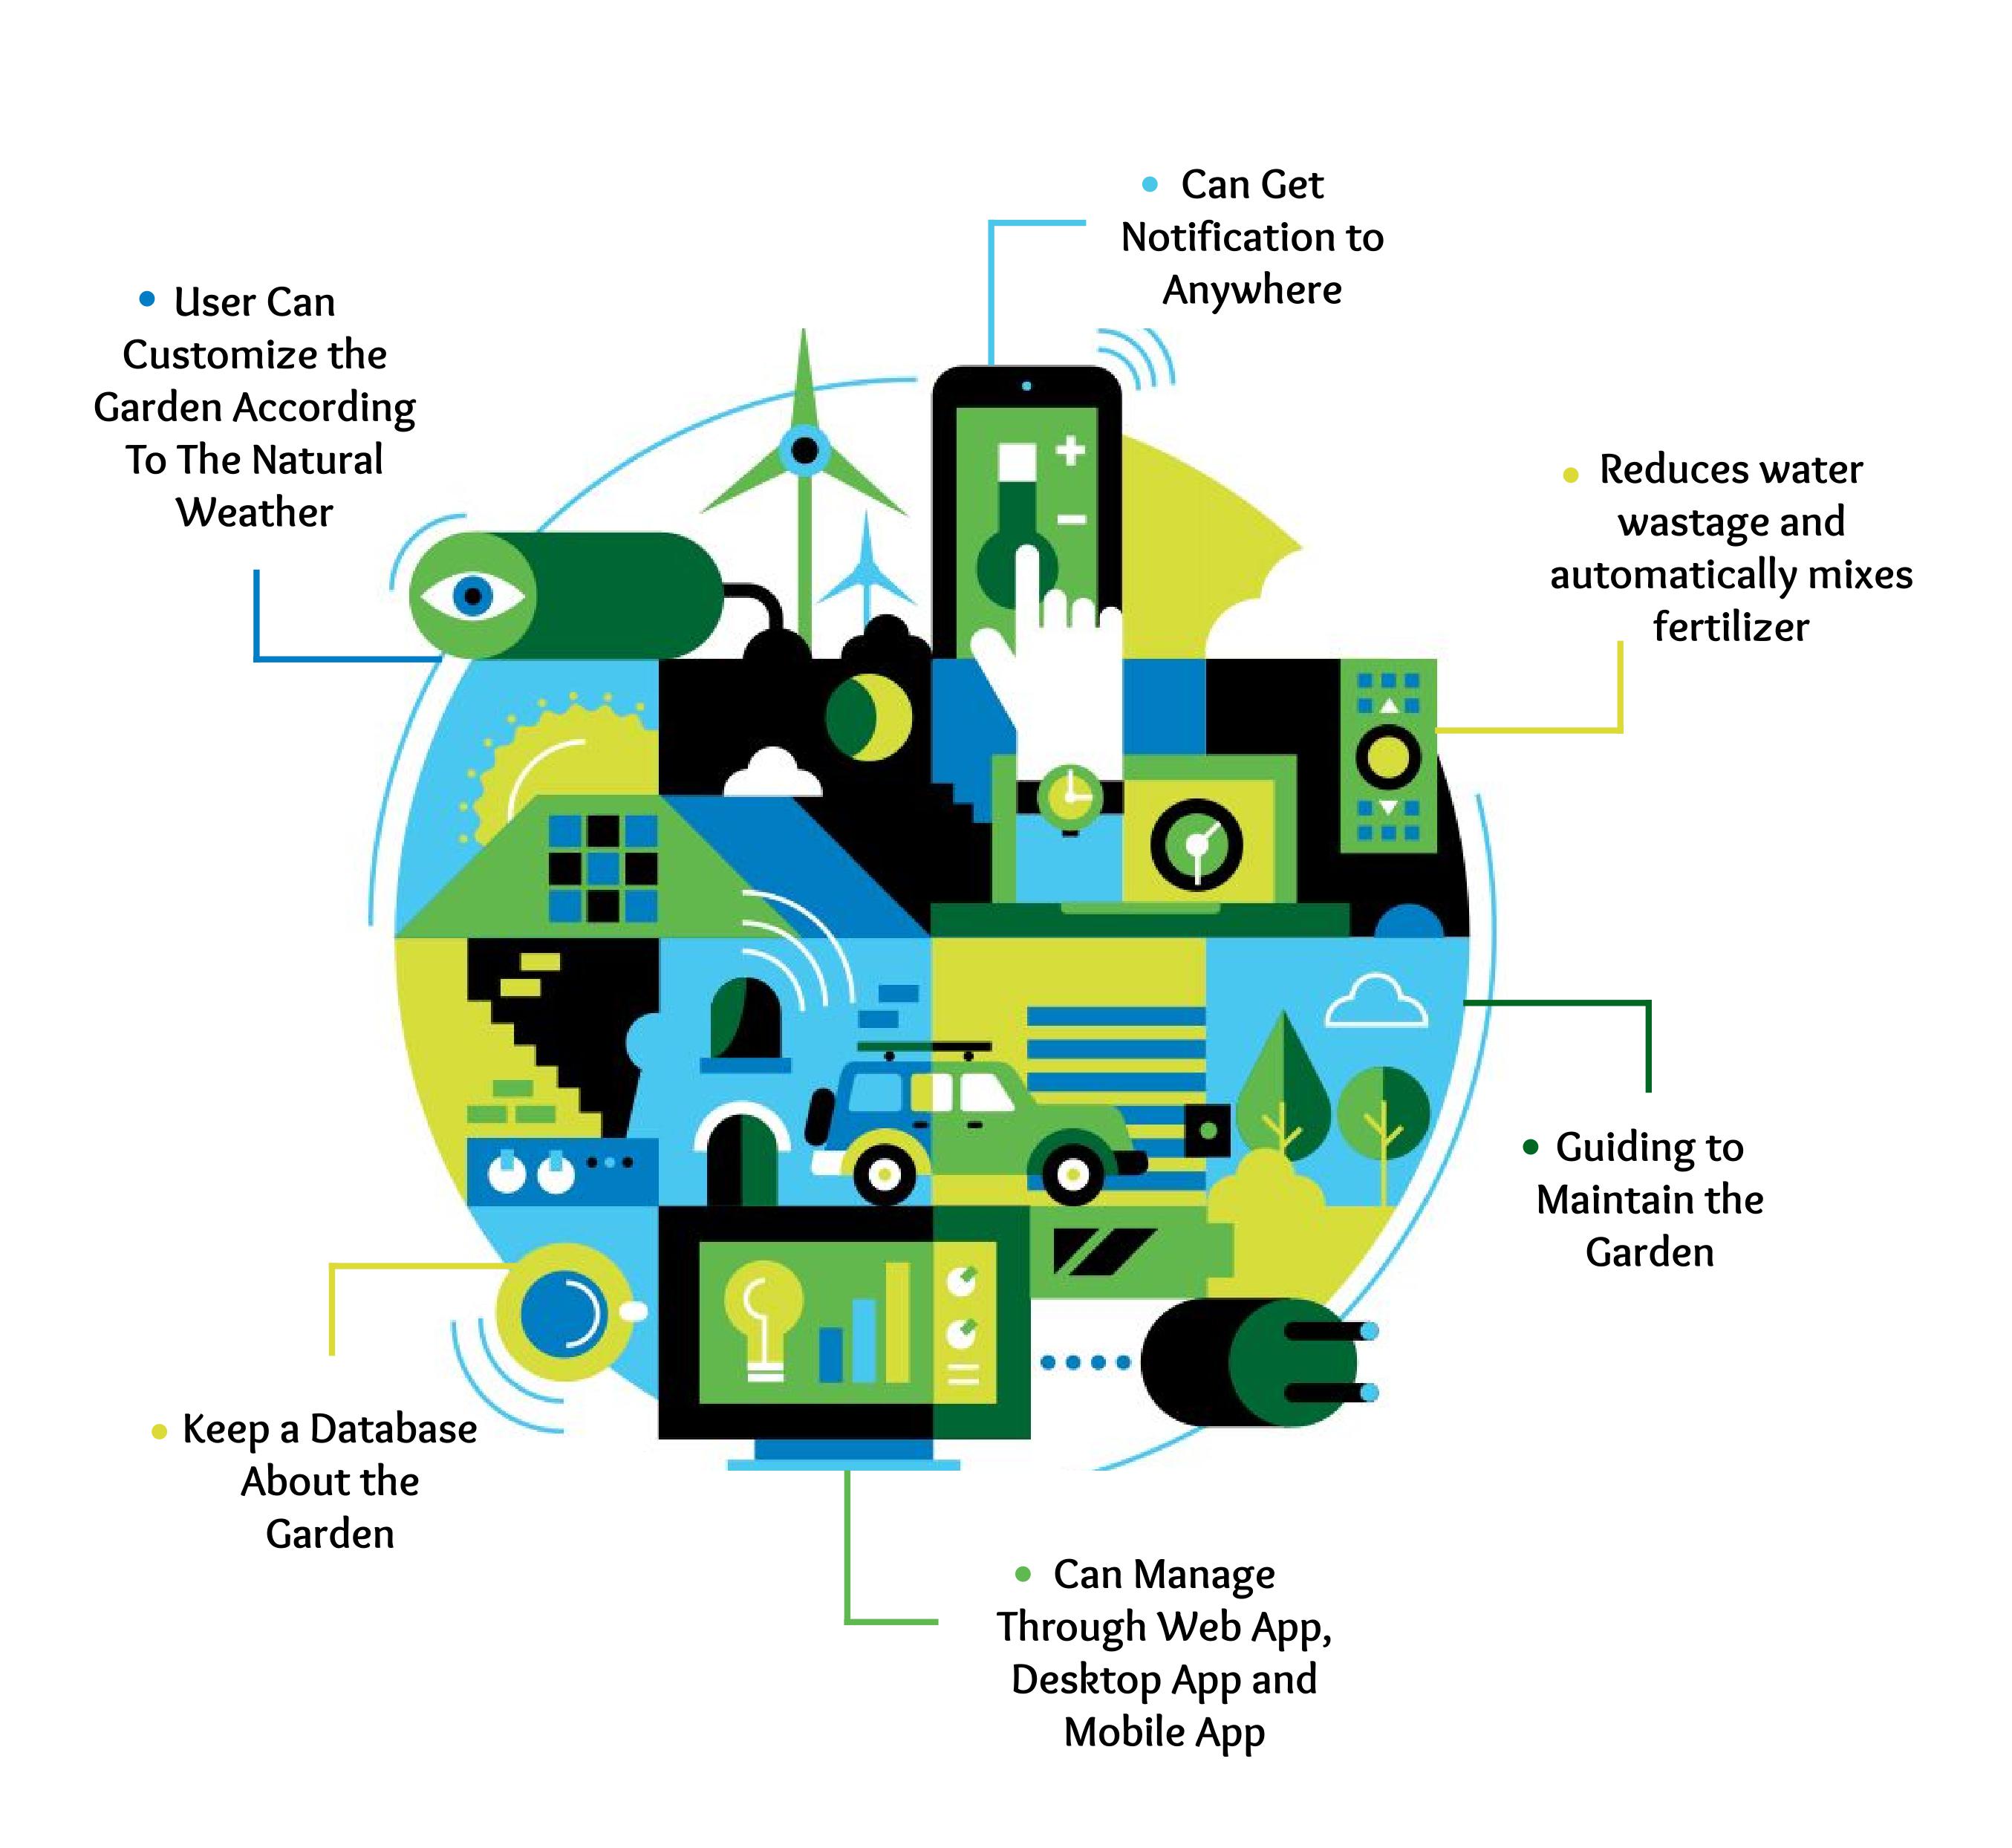 Can Get
Notification to
Anywhere
User Can
Customize the
Garden According
To The Natural
Weather
Reduces water
wastage and
automatically mixes
fertilizer
Guiding to
Maintain the
Garden
Keep a Database
About the
Garden
Can Manage
Through Web App,
Desktop App and
Mobile App